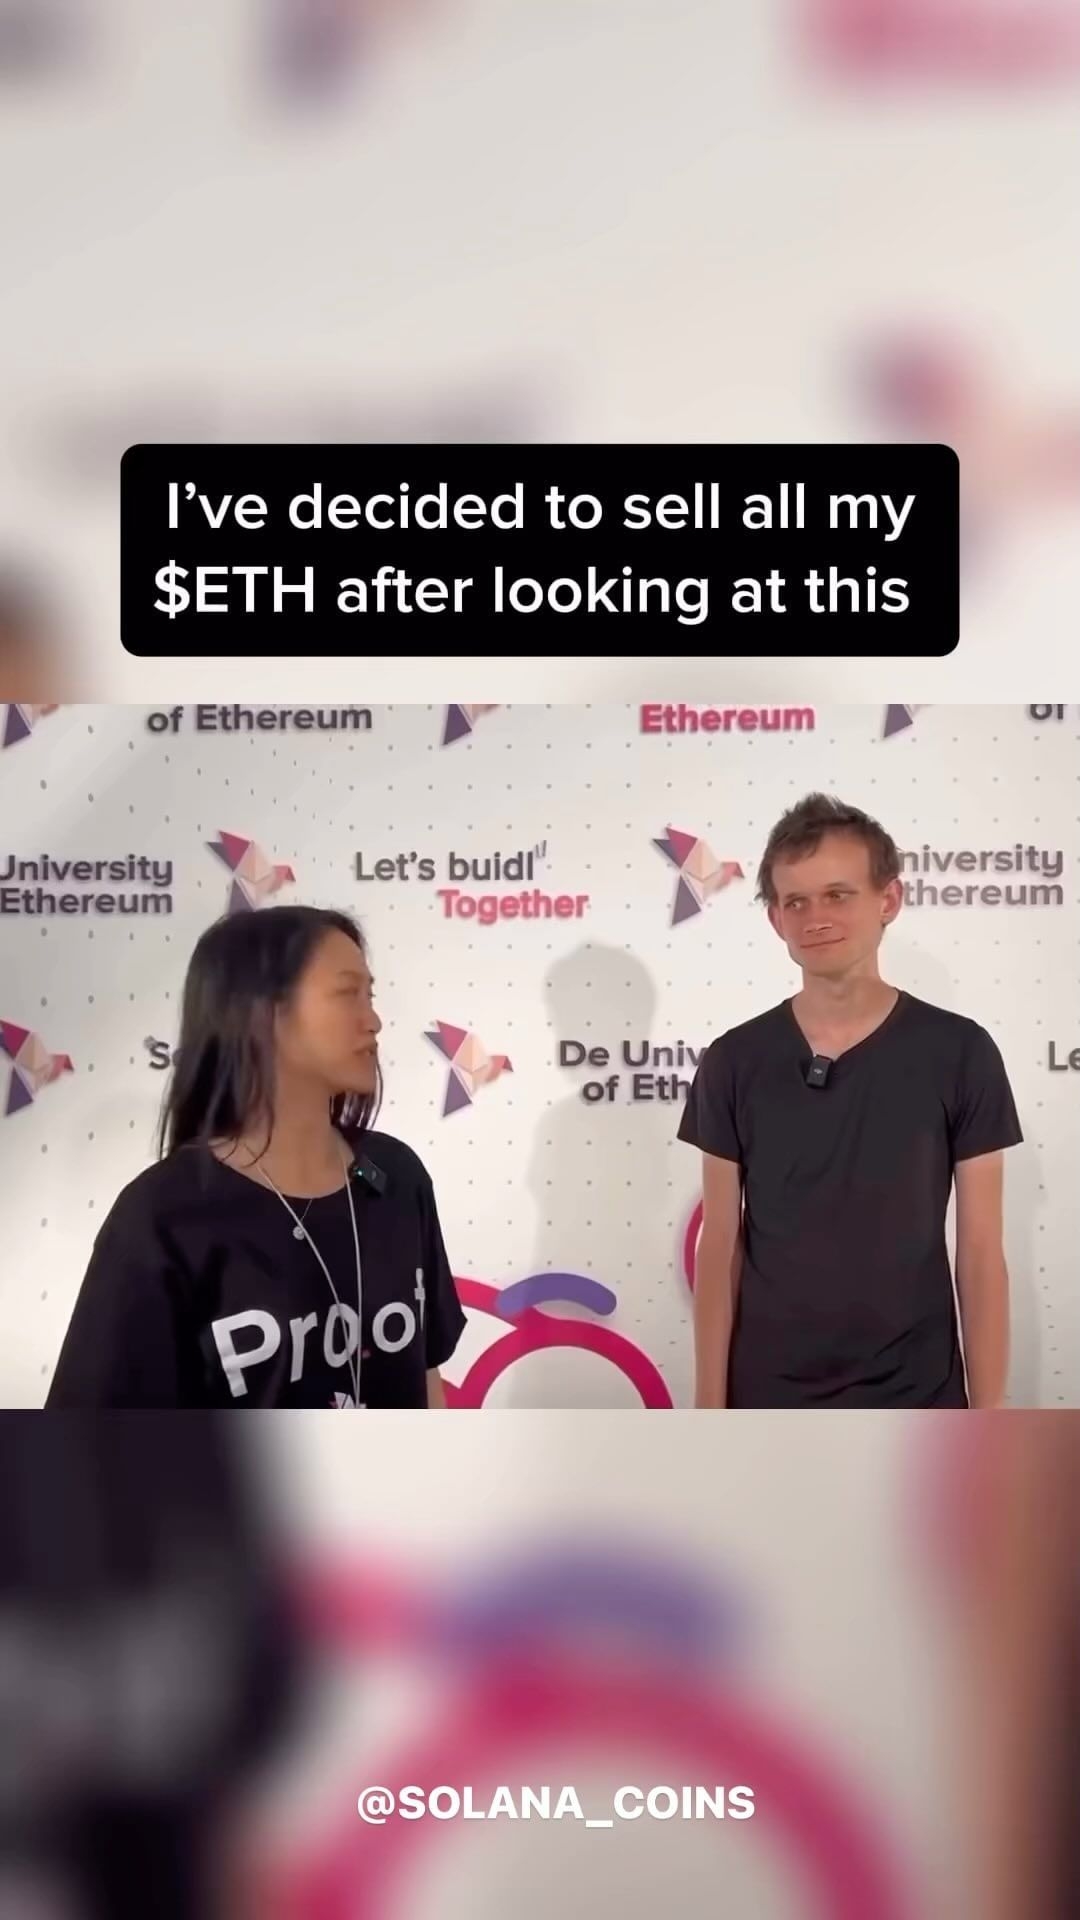 I've decided to sell all my
$ETH after looking at this
of Ethereum
Ethereum
of
University
Ethereum
Let's buidl
Together
niversity
thereum
De Univ
of Eth
Le
Proof
@SOLANA_COINS